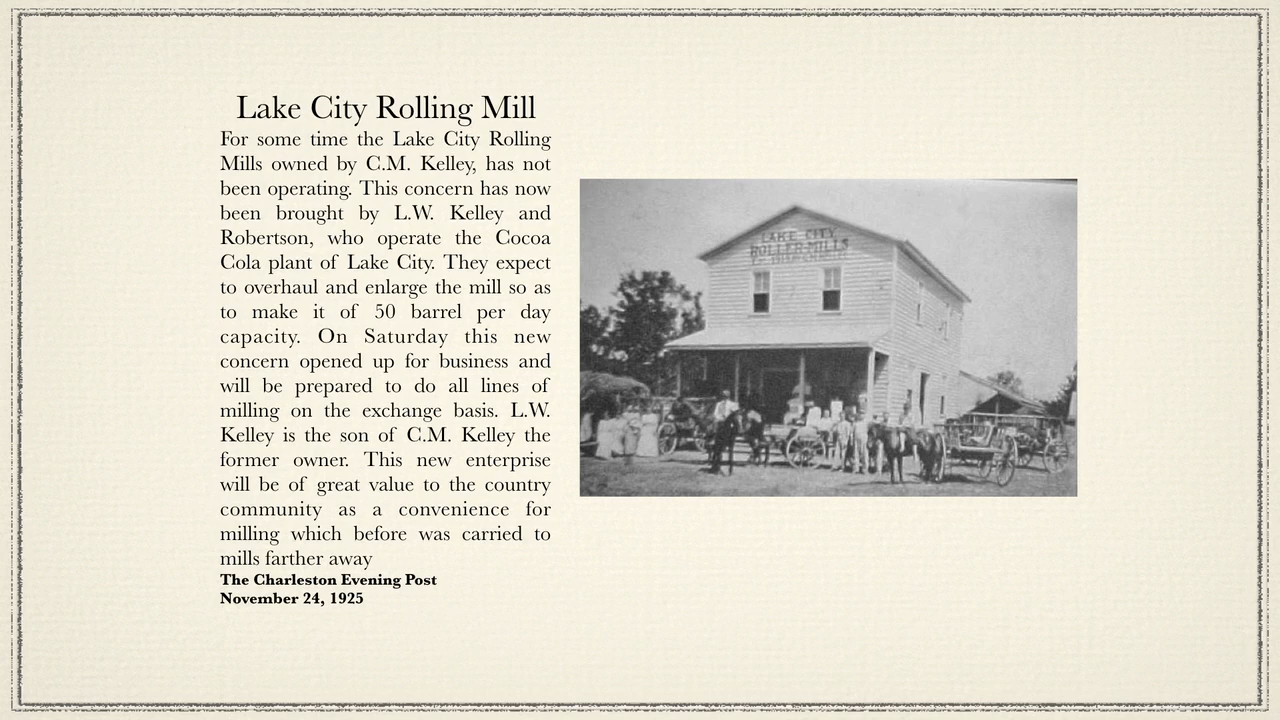 Lake City Rolling Mill
For some time the Lake City Rolling
Mills owned by C.M. Kelley, has not
been operating. This concern has now
been brought by L.W. Kelley and
Robertson, who operate the Cocoa
Cola plant of Lake City. They expect
to overhaul and enlarge the mill so as
to make it of 50 barrel per day
capacity. On Saturday this new
concern opened up for business and
will be prepared to do all lines of
milling on the exchange basis. L.W.
Kelley is the son of C.M. Kelley the
former owner. This new enterprise
will be of great value to the country
community as a convenience for
milling which before was carried to
mills farther away
The Charleston Evening Post
November 24, 1925
LAKE CITY
ROLLER MILLS